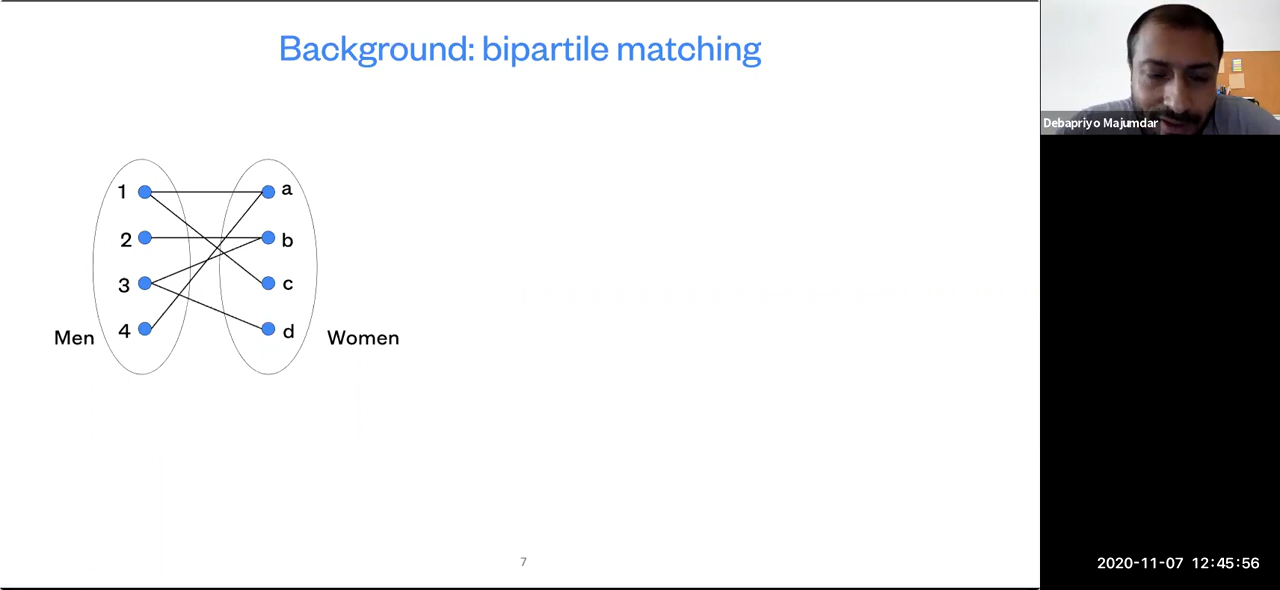 Background: bipartile matching
Debapriyo Majumdar
1 a
2 b
3 c
4 d
Men Women
7
2020-11-07 12:45:56